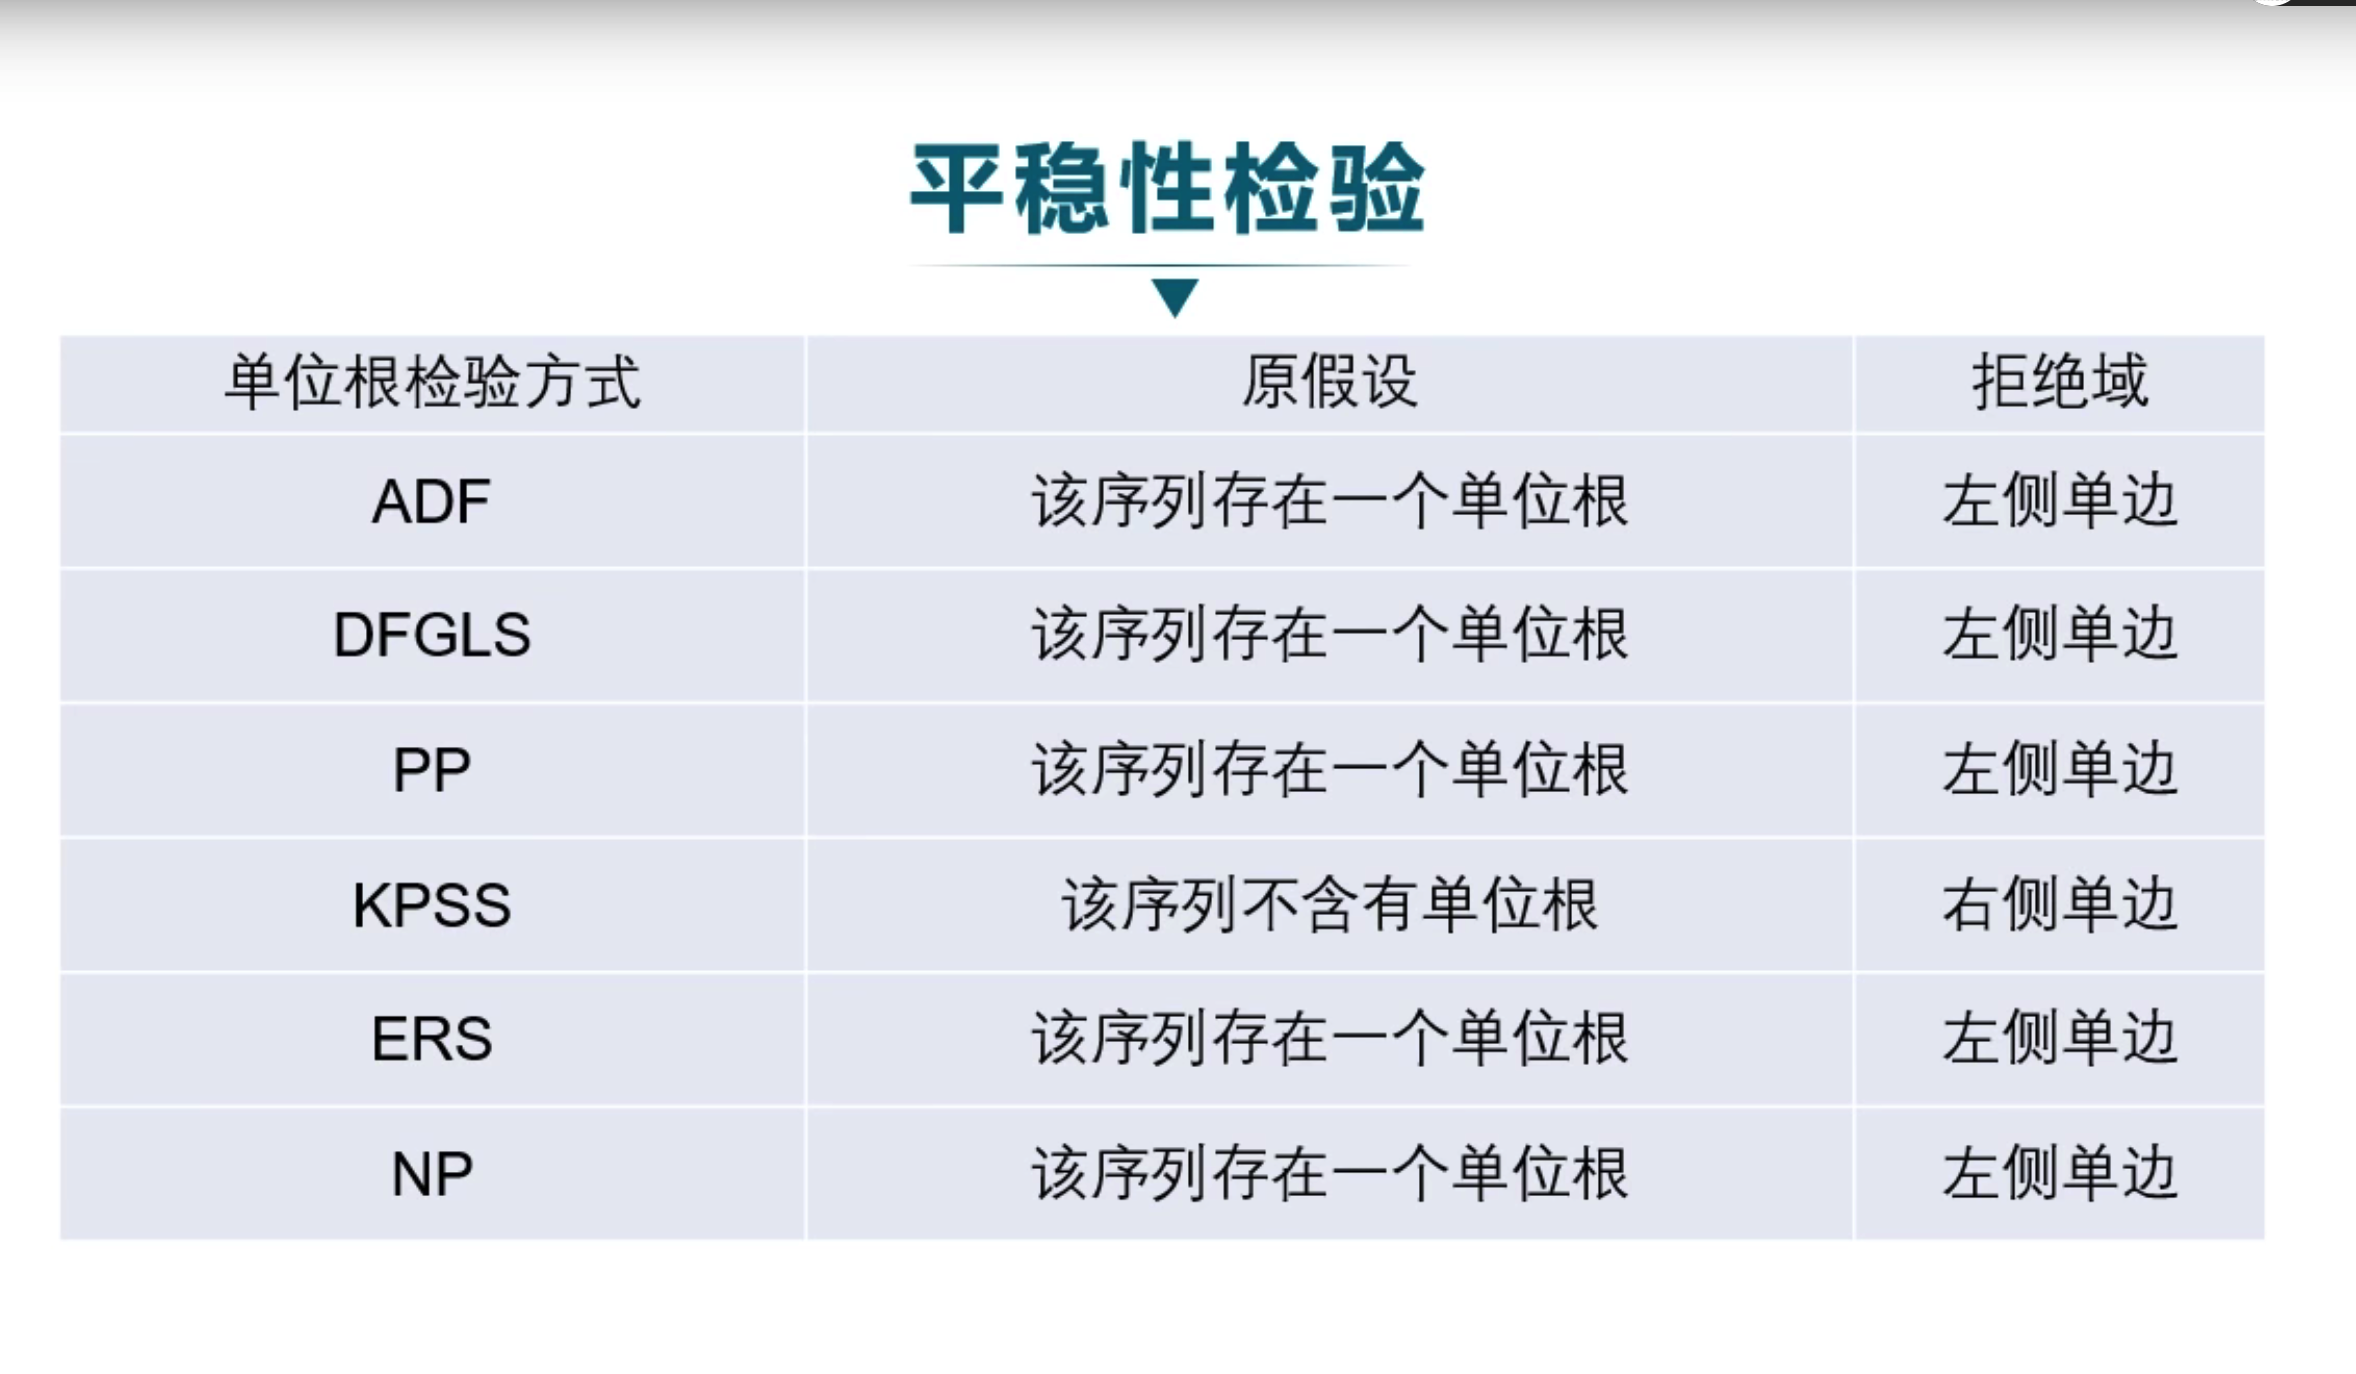 平稳性检验
单位根检验方式 原假设 拒绝域
ADF 该序列存在一个单位根 左侧单边
DFGLS 该序列存在一个单位根 左侧单边
PP 该序列存在一个单位根 左侧单边
KPSS 该序列不含有单位根 右侧单边
ERS 该序列存在一个单位根 左侧单边
NP 该序列存在一个单位根 左侧单边